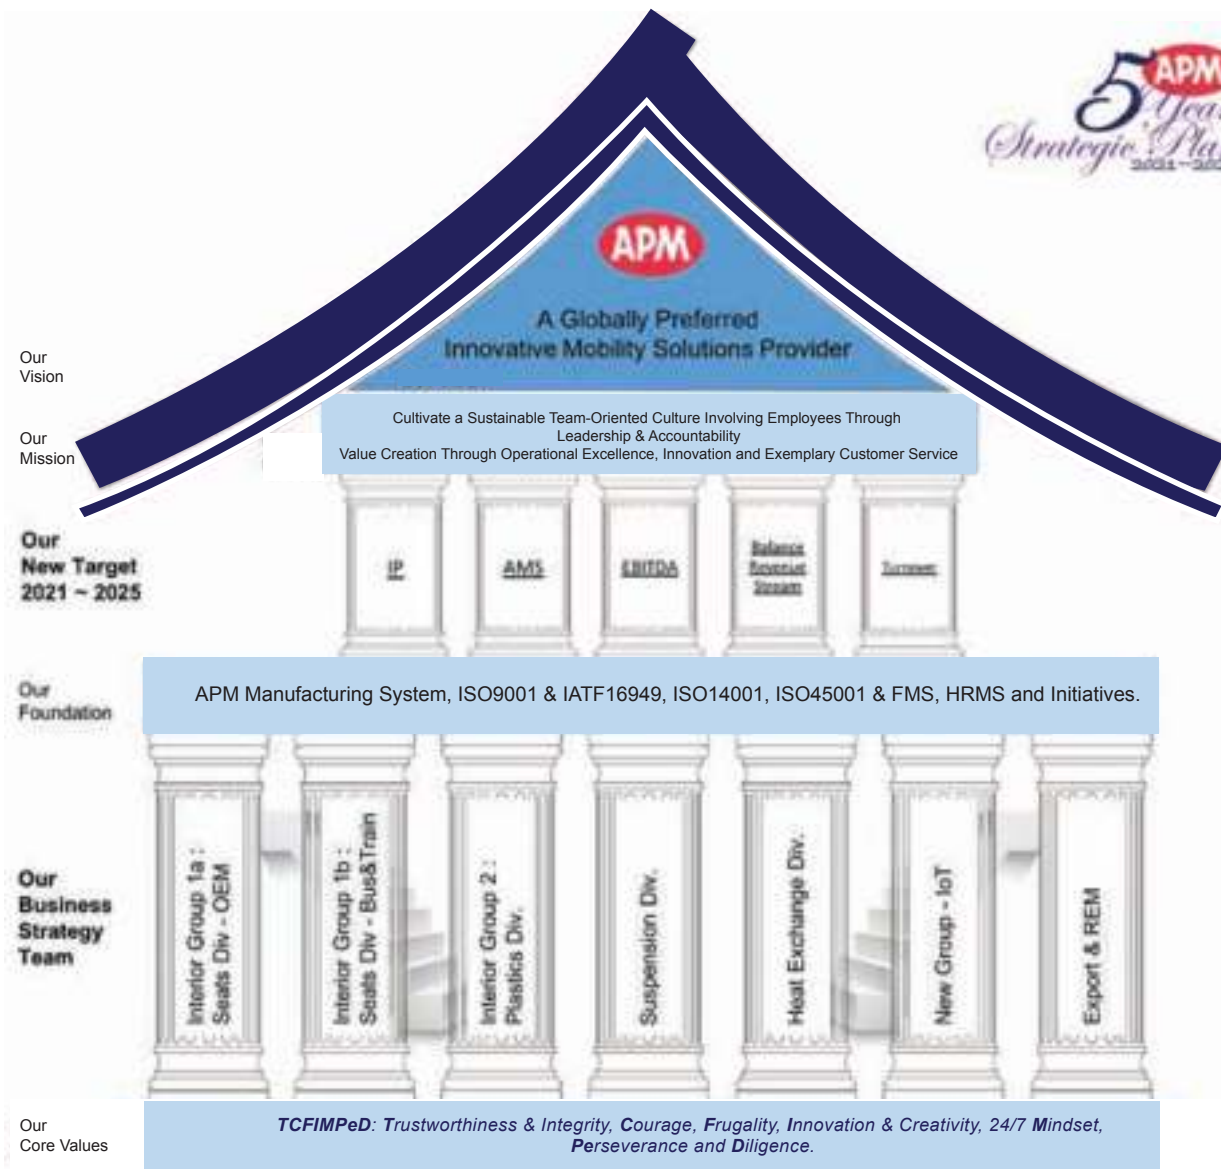 5 APM
Year
Strategic Plan
APM
A Globally Preferred
Innovative Mobility Solutions Provider
Our
Vision
Cultivate a Sustainable Team-Oriented Culture Involving Employees Through
Leadership & Accountability
Value Creation Through Operational Excellence, Innovation and Exemplary Customer Service
Our
Mission
Our
New Target
2021 ~ 2025
IP
AMS
EBITDA
Balance
Revenue
Stream
Turnover
Our
Foundation
APM Manufacturing System, ISO9001 & IATF16949, ISO14001, ISO45001 & FMS, HRMS and Initiatives.
Our
Business
Strategy
Team
Interior Group 1a :
Seats Div - OEM
Interior Group 1b :
Seats Div - Bus&Train
Interior Group 2 :
Plastics Div.
Suspension Div.
Heat Exchange Div.
New Group - IoT
Export & REM
Our
Core Values
TCFIMPeD: Trustworthiness & Integrity, Courage, Frugality, Innovation & Creativity, 24/7 Mindset,
Perseverance and Diligence.